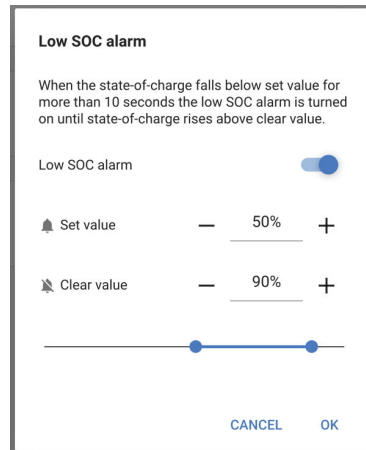 Low SOC alarm
When the state-of-charge falls below set value for
more than 10 seconds the low SOC alarm is turned
on until state-of-charge rises above clear value.
Low SOC alarm
Set value
50%
Clear value
90%
CANCEL OK